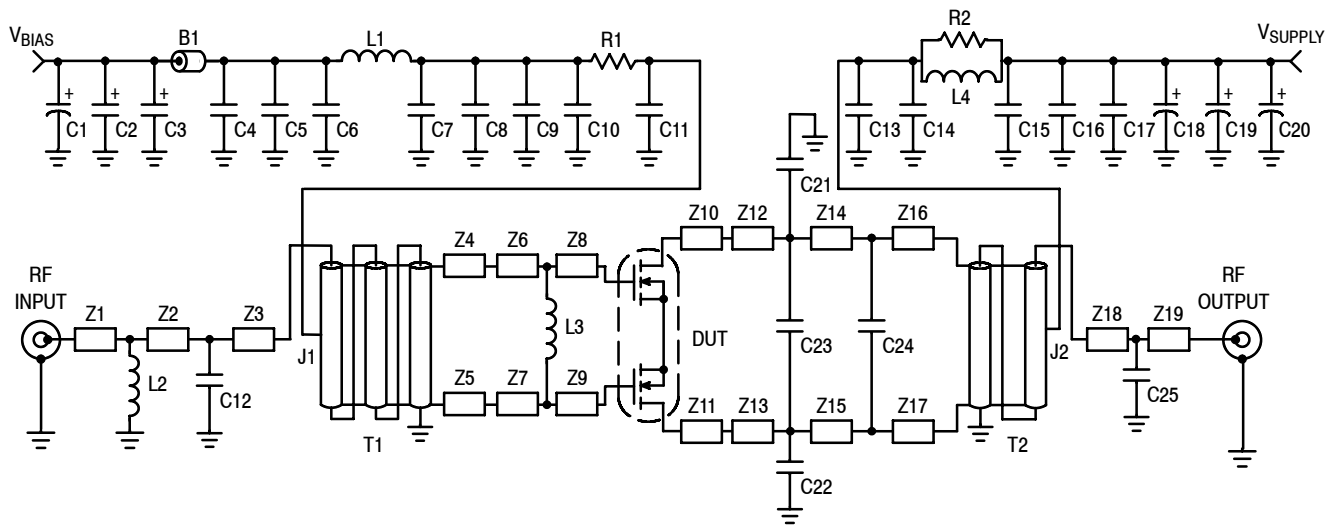 VBIAS
B1
L1
R1
R2
VSUPPLY
L4
C1
C2
C3
C4
C5
C6
C7
C8
C9
C10
C11
C13
C14
C15
C16
C17
C18
C19
C20
+
+
+
+
+
+
C21
Z10
Z12
Z14
Z16
Z4
Z6
Z8
RF
INPUT
Z1
Z2
Z3
J1
L3
DUT
C23
C24
J2
Z18
Z19
RF
OUTPUT
L2
C12
C25
Z5
Z7
Z9
Z11
Z13
Z15
Z17
T1
T2
C22